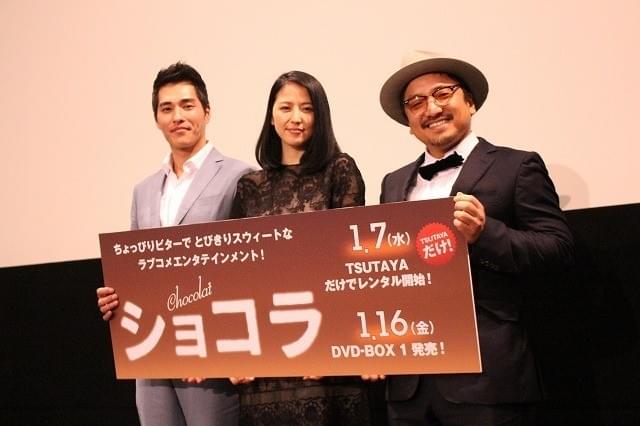 ちょっぴりビターで とびきりスウィートな
ラブコメエンタテインメント！
Chocolat
ショコラ
1.7(水)
TSUTAYA
だけ！
TSUTAYA
だけでレンタル開始！
1.16(金)
DVD-BOX 1 発売！